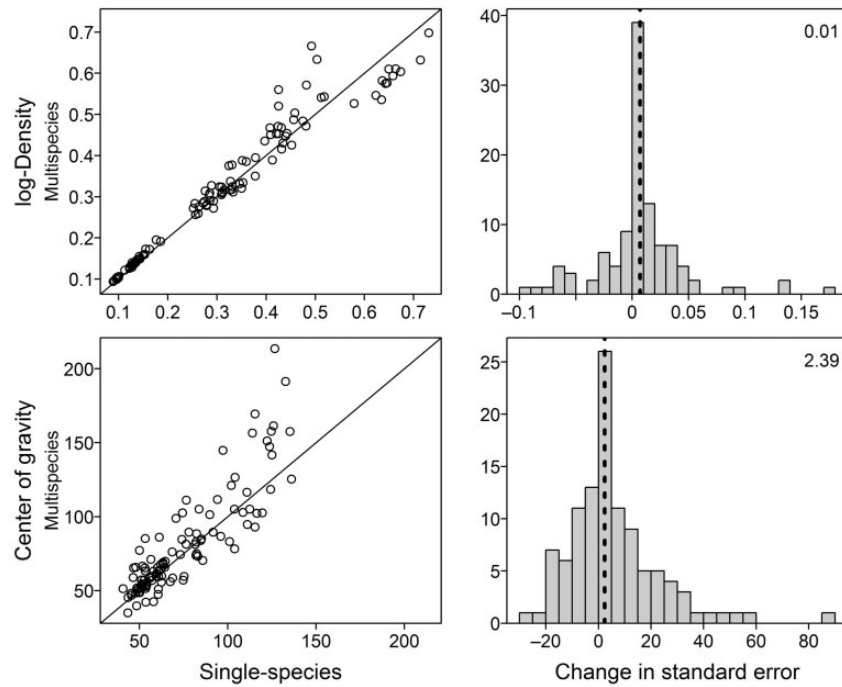 log-Density
Multispecies
0.7
0.6
0.5
0.4
0.3
0.2
0.1
0.1 0.2 0.3 0.4 0.5 0.6 0.7
40
30
20
10
0
0.01
−0.1 0 0.05 0.1 0.15
Center of gravity
Multispecies
200
150
100
50
50 100 150 200
Single-species
25
20
15
10
5
0
2.39
−20 0 20 40 60 80
Change in standard error